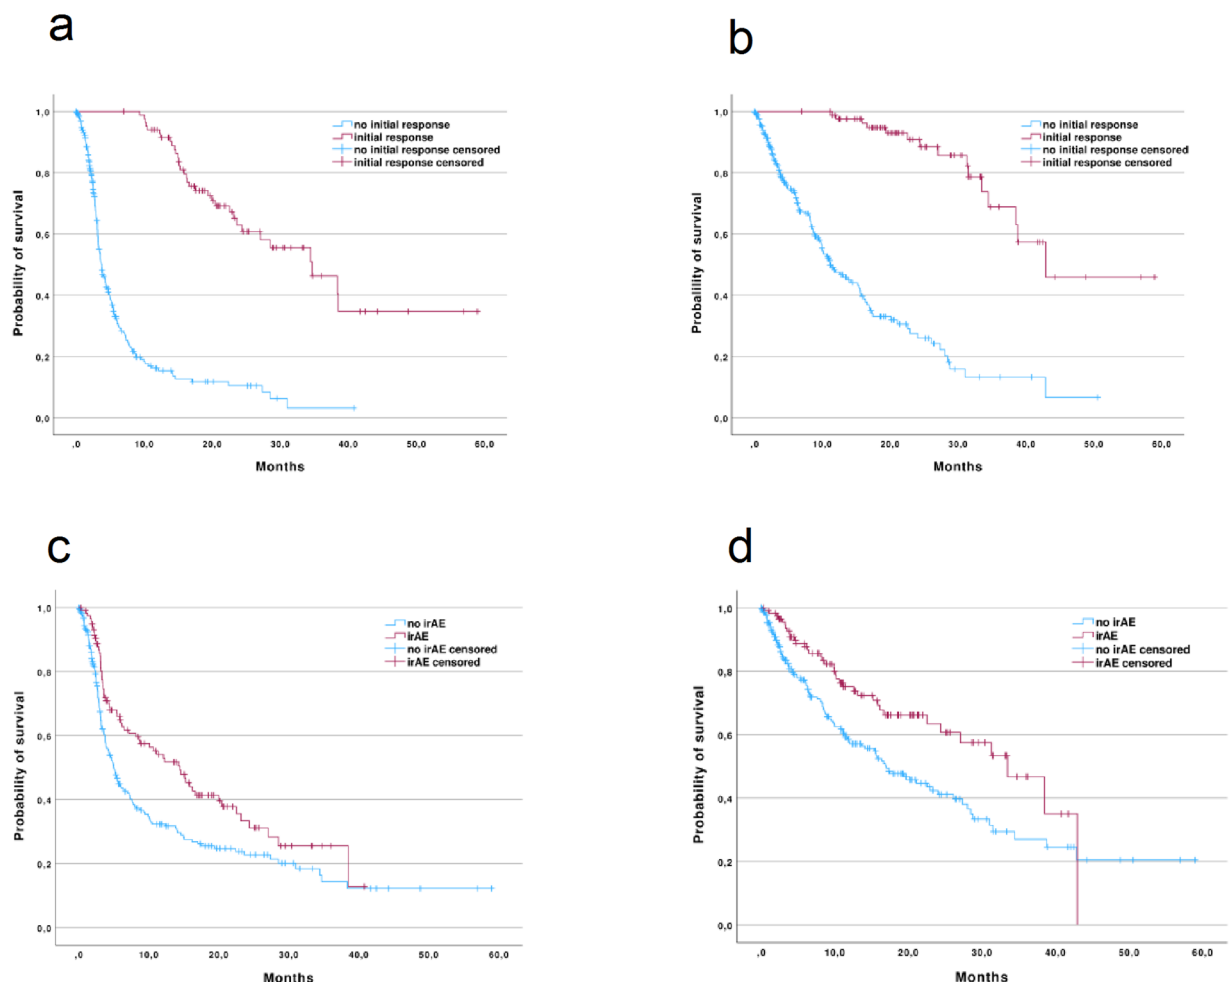 a
1,0
0,8
0,6
0,4
0,2
0,0
Probability of survival
no initial response
initial response
no initial response censored
initial response censored
,0 10,0 20,0 30,0 40,0 50,0 60,0
Months
b
1,0
0,8
0,6
0,4
0,2
0,0
Probalility of survival
no initial response
initial response
no initial response censored
initial response censored
,0 10,0 20,0 30,0 40,0 50,0 60,0
Months
c
1,0
0,8
0,6
0,4
0,2
0,0
Probability of survival
no irAE
irAE
no irAE censored
irAE censored
,0 10,0 20,0 30,0 40,0 50,0 60,0
Months
d
1,0
0,8
0,6
0,4
0,2
0,0
Probability of survival
no irAE
irAE
no irAE censored
irAE censored
,0 10,0 20,0 30,0 40,0 50,0 60,0
Months